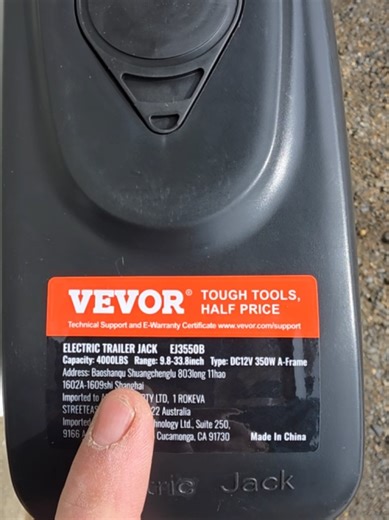 VEVOR® TOUGH TOOLS,
HALF PRICE
Technical Support and E-Warranty Certificate www.vevor.com/support
ELECTRIC TRAILER JACK EJ3550B
Capacity: 4000LBS Range: 9.8-33.8inch Type: DC12V 350W A-Frame
Address: Baoshanqu Shuangchenglu 803long 11hao
1602A-1609shi Shanghai
Imported to TY LTD, 1 ROKEVA
STREETEAS 22 Australia
Imported hnology Ltd., Suite 250,
9166 A Cucamonga, CA 91730 Made In China
tric Jack